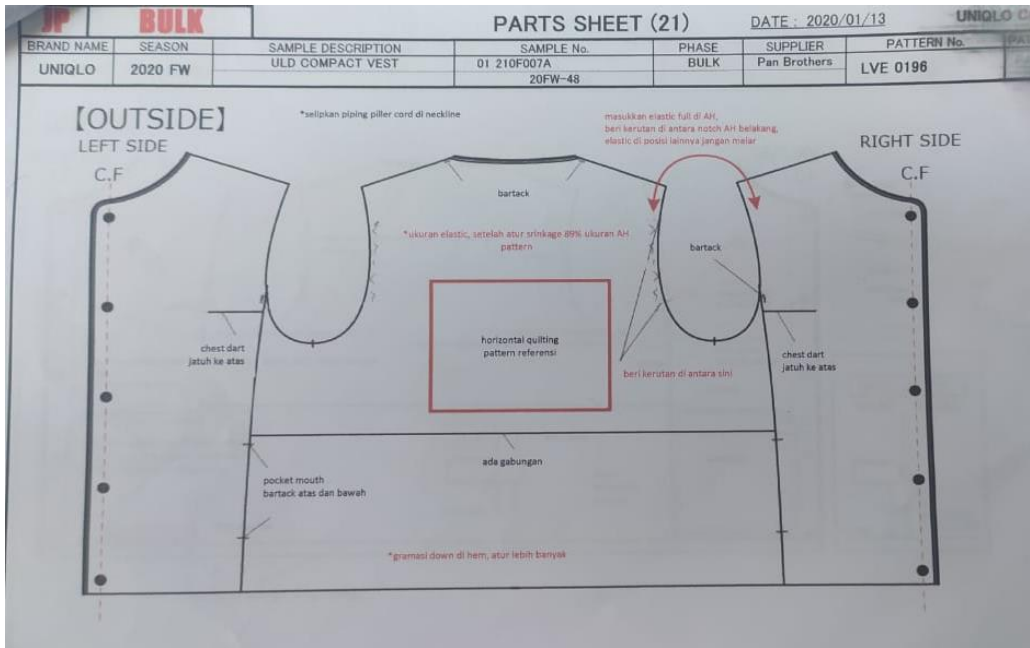 JP
BULK
PARTS SHEET (21)
DATE : 2020/01/13
UNIQLO
BRAND NAME
SEASON
SAMPLE DESCRIPTION
SAMPLE No.
PHASE
SUPPLIER
PATTERN No.
UNIQLO
2020 FW
ULD COMPACT VEST
01 210F007A
20FW-48
BULK
Pan Brothers
LVE 0196
【OUTSIDE】
LEFT SIDE
*selipkan piping piller cord di neckline
masukkan elastic full di AH,
beri kerutan di antara notch AH belakang,
elastic di posisi lainnya jangan melar
RIGHT SIDE
C.F
C.F
bartack
*ukuran elastic, setelah atur srinkage 89% ukuran AH
pattern
bartack
chest dart
jatuh ke atas
horizontal quilting
pattern referensi
chest dart
jatuh ke atas
beri kerutan di antara sini
ada gabungan
pocket mouth
bartack atas dan bawah
*gramasi down di hem, atur lebih banyak